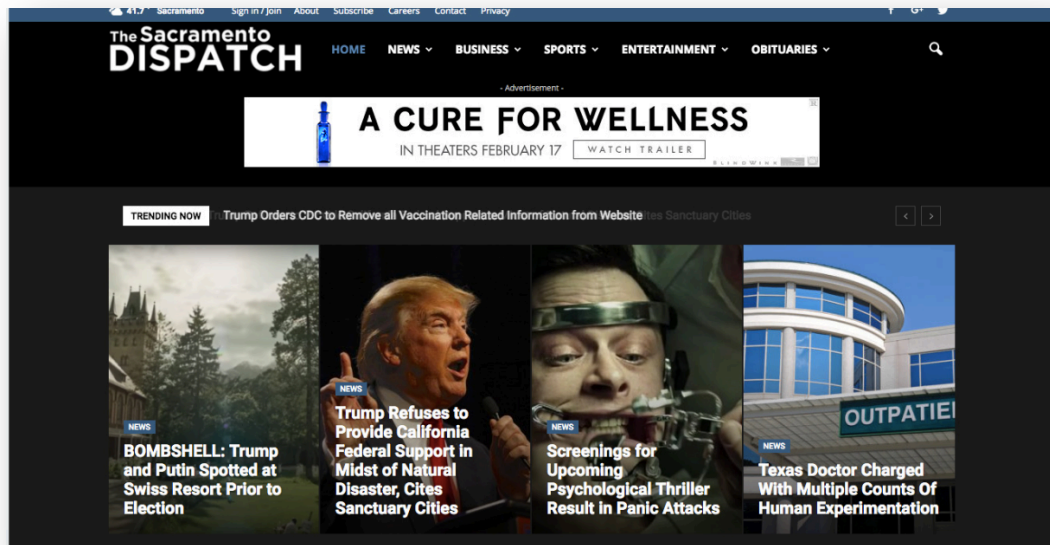 41.7° Sacramento Sign in / Join About Subscribe Careers Contact Privacy f G+
The Sacramento
DISPATCH
HOME NEWS BUSINESS SPORTS ENTERTAINMENT OBITUARIES
- Advertisement -
A CURE FOR WELLNESS
IN THEATERS FEBRUARY 17 WATCH TRAILER
BLINDWINK
TRENDING NOW Trump Orders CDC to Remove all Vaccination Related Information from Website Sanctuary Cities
NEWS
BOMBSHELL: Trump
and Putin Spotted at
Swiss Resort Prior to
Election
NEWS
Trump Refuses to
Provide California
Federal Support in
Midst of Natural
Disaster, Cites
Sanctuary Cities
NEWS
Screenings for
Upcoming
Psychological Thriller
Result in Panic Attacks
OUTPATIE
NEWS
Texas Doctor Charged
With Multiple Counts Of
Human Experimentation